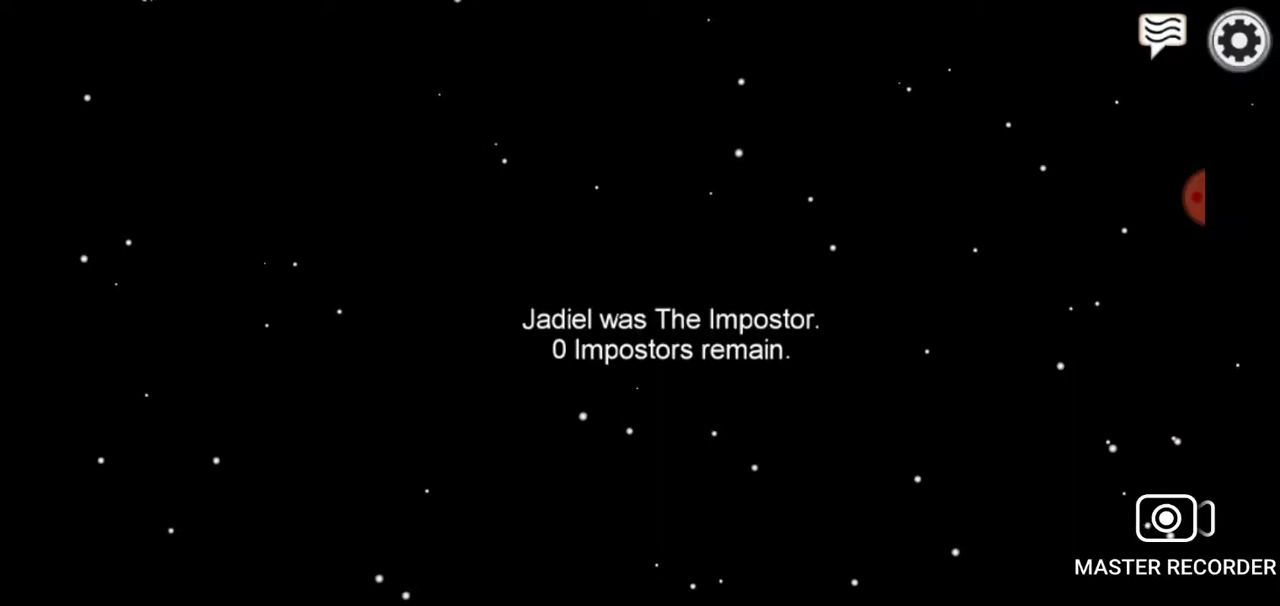 Jadiel was The Impostor.
0 Impostors remain.
MASTER RECORDER